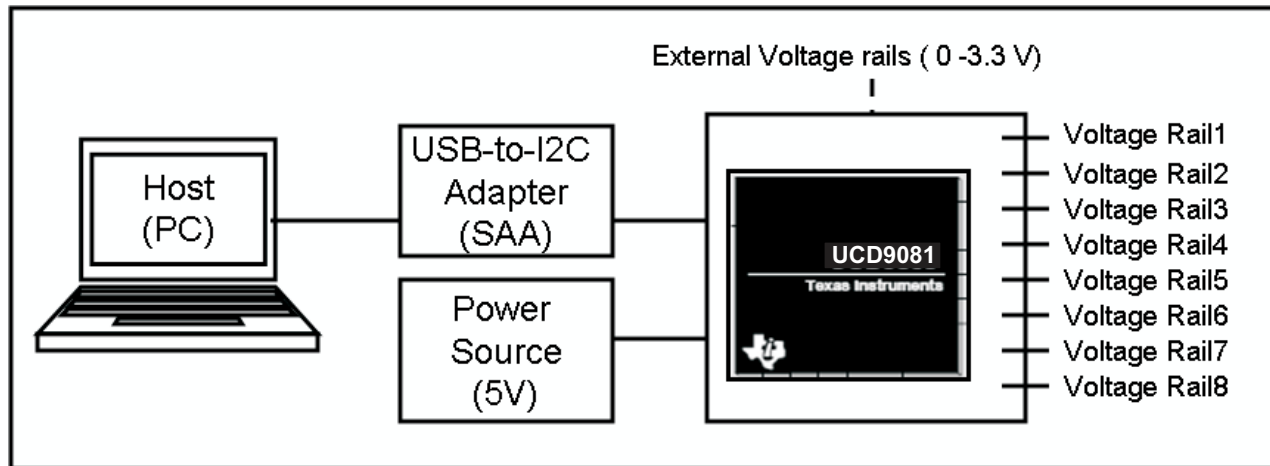 External Voltage rails ( 0 -3.3 V)
Host
(PC)
USB-to-I2C
Adapter
(SAA)
Power
Source
(5V)
UCD9081
Texas Instruments
Voltage Rail1
Voltage Rail2
Voltage Rail3
Voltage Rail4
Voltage Rail5
Voltage Rail6
Voltage Rail7
Voltage Rail8